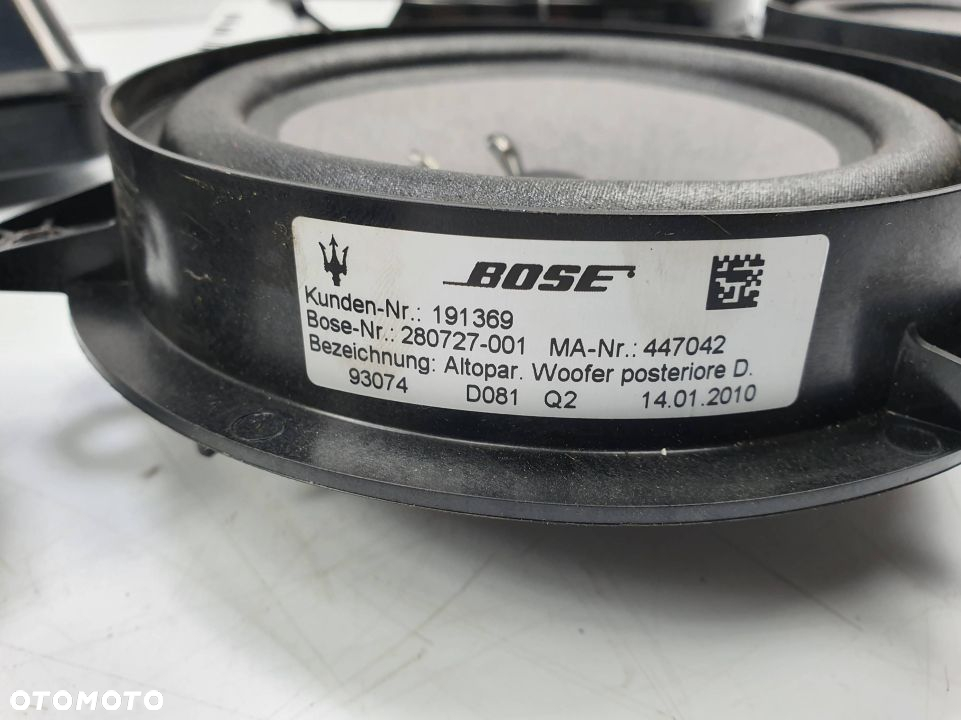 BOSE
Kunden-Nr.: 191369
Bose-Nr.: 280727-001 MA-Nr.: 447042
Bezeichnung: Altopar. Woofer posteriore D.
93074 D081 Q2 14.01.2010
OTOMOTO